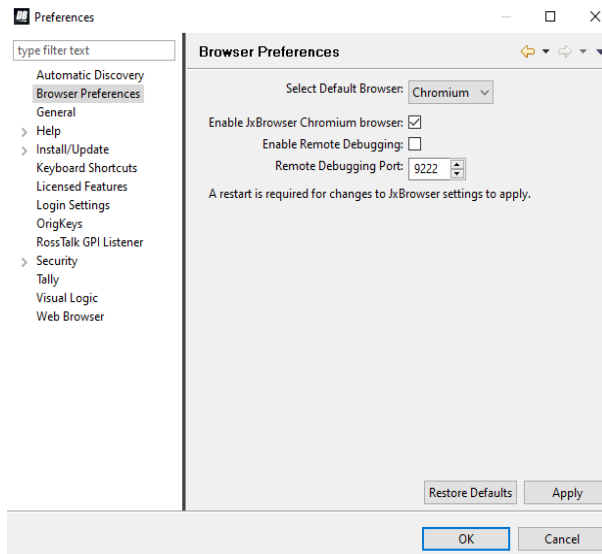 DB Preferences
type filter text
Automatic Discovery
Browser Preferences
General
Help
Install/Update
Keyboard Shortcuts
Licensed Features
Login Settings
OrigKeys
RossTalk GPI Listener
Security
Tally
Visual Logic
Web Browser
Browser Preferences
Select Default Browser: Chromium
Enable JxBrowser Chromium browser:
Enable Remote Debugging:
Remote Debugging Port: 9222
A restart is required for changes to JxBrowser settings to apply.
Restore Defaults Apply
OK Cancel